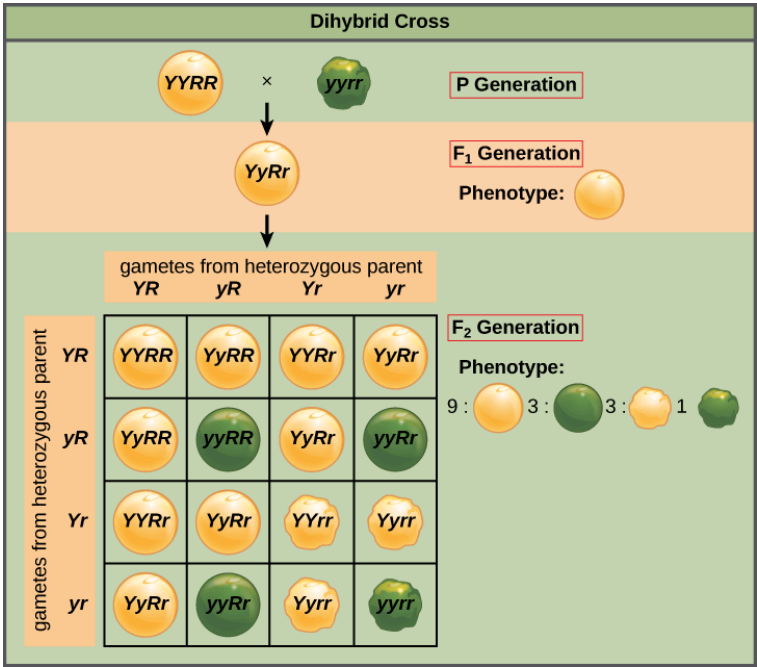 Dihybrid Cross
YYRR × yyrr
P Generation
YyRr
F₁ Generation
Phenotype:
gametes from heterozygous parent
YR yR Yr yr
gametes from heterozygous parent
YR YYRR YyRR YYRr YyRr
yR YyRR yyRR YyRr yyRr
Yr YYRr YyRr YYrr Yyrr
yr YyRr yyRr Yyrr yyrr
F₂ Generation
Phenotype:
9 : 3 : 3 : 1